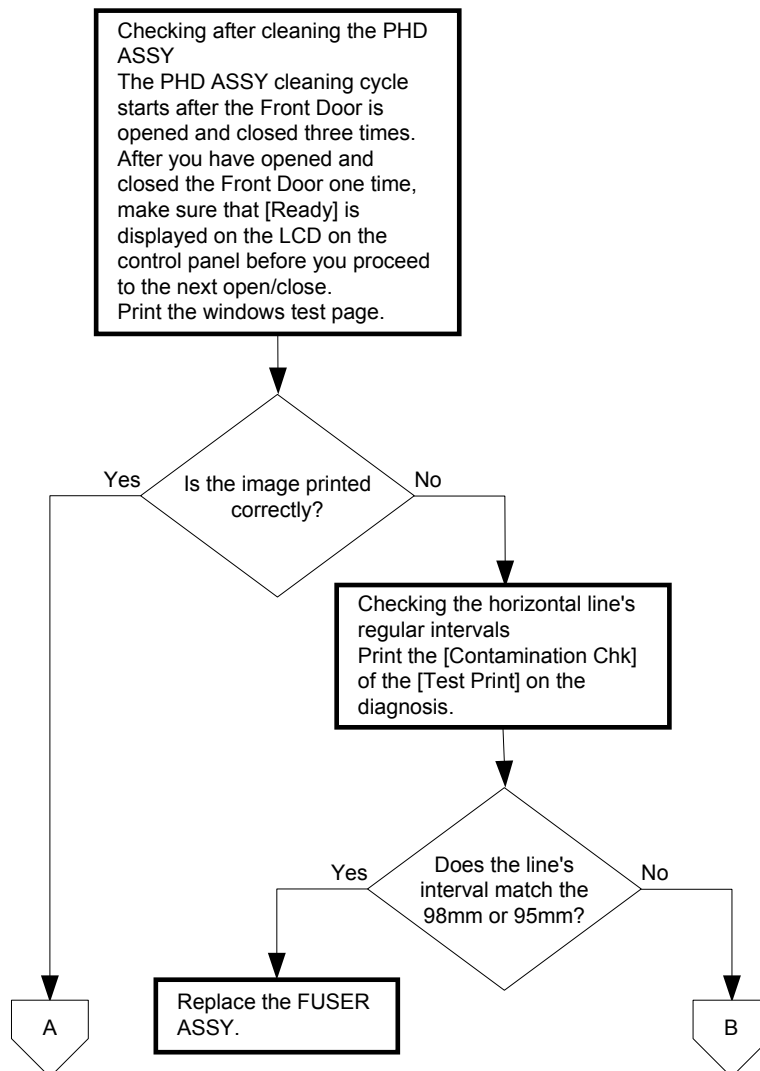 Checking after cleaning the PHD
ASSY
The PHD ASSY cleaning cycle
starts after the Front Door is
opened and closed three times.
After you have opened and
closed the Front Door one time,
make sure that [Ready] is
displayed on the LCD on the
control panel before you proceed
to the next open/close.
Print the windows test page.
Yes
Is the image printed
correctly?
No
Checking the horizontal line's
regular intervals
Print the [Contamination Chk]
of the [Test Print] on the
diagnosis.
Yes
Does the line's
interval match the
98mm or 95mm?
No
A
Replace the FUSER
ASSY.
B